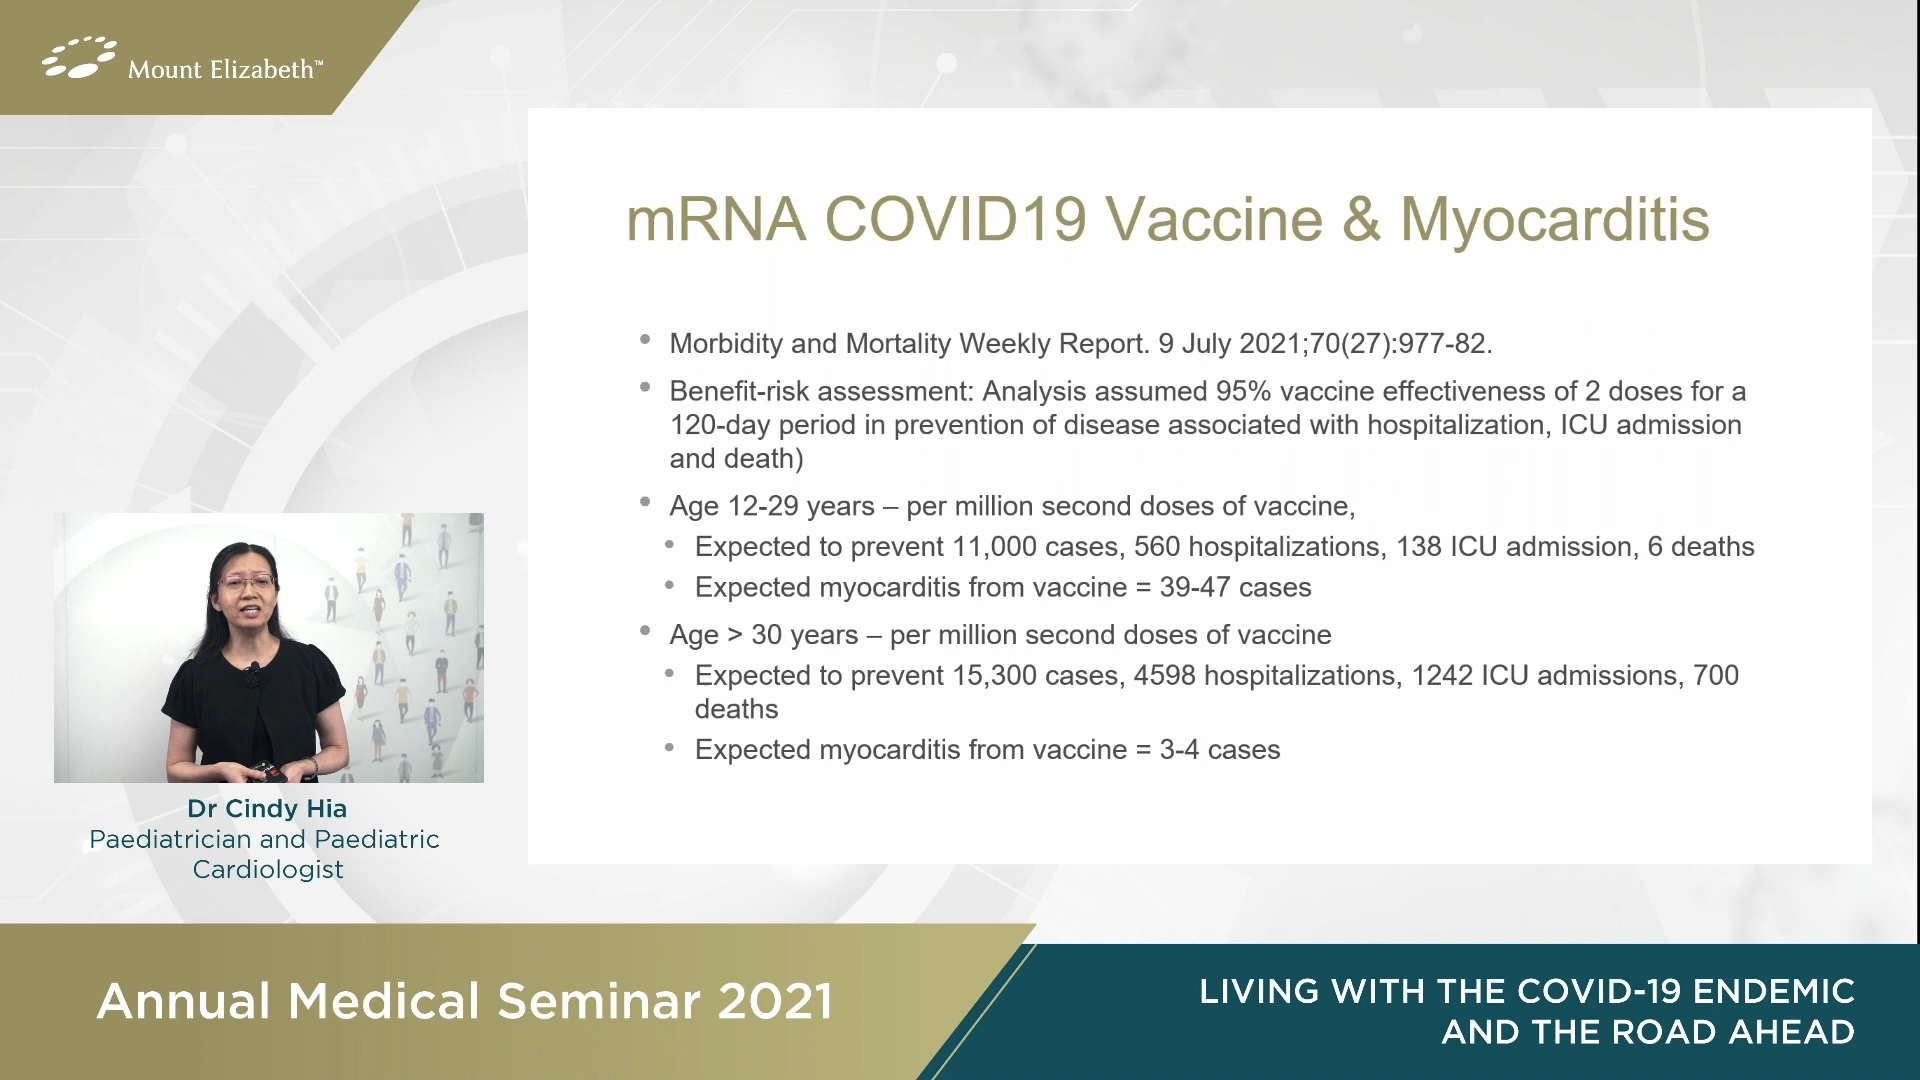 Mount Elizabeth™
mRNA COVID19 Vaccine & Myocarditis
• Morbidity and Mortality Weekly Report. 9 July 2021;70(27):977-82.
• Benefit-risk assessment: Analysis assumed 95% vaccine effectiveness of 2 doses for a
120-day period in prevention of disease associated with hospitalization, ICU admission
and death)
• Age 12-29 years – per million second doses of vaccine,
• Expected to prevent 11,000 cases, 560 hospitalizations, 138 ICU admission, 6 deaths
• Expected myocarditis from vaccine = 39-47 cases
• Age > 30 years – per million second doses of vaccine
• Expected to prevent 15,300 cases, 4598 hospitalizations, 1242 ICU admissions, 700
deaths
• Expected myocarditis from vaccine = 3-4 cases
Dr Cindy Hia
Paediatrician and Paediatric
Cardiologist
Annual Medical Seminar 2021
LIVING WITH THE COVID-19 ENDEMIC
AND THE ROAD AHEAD